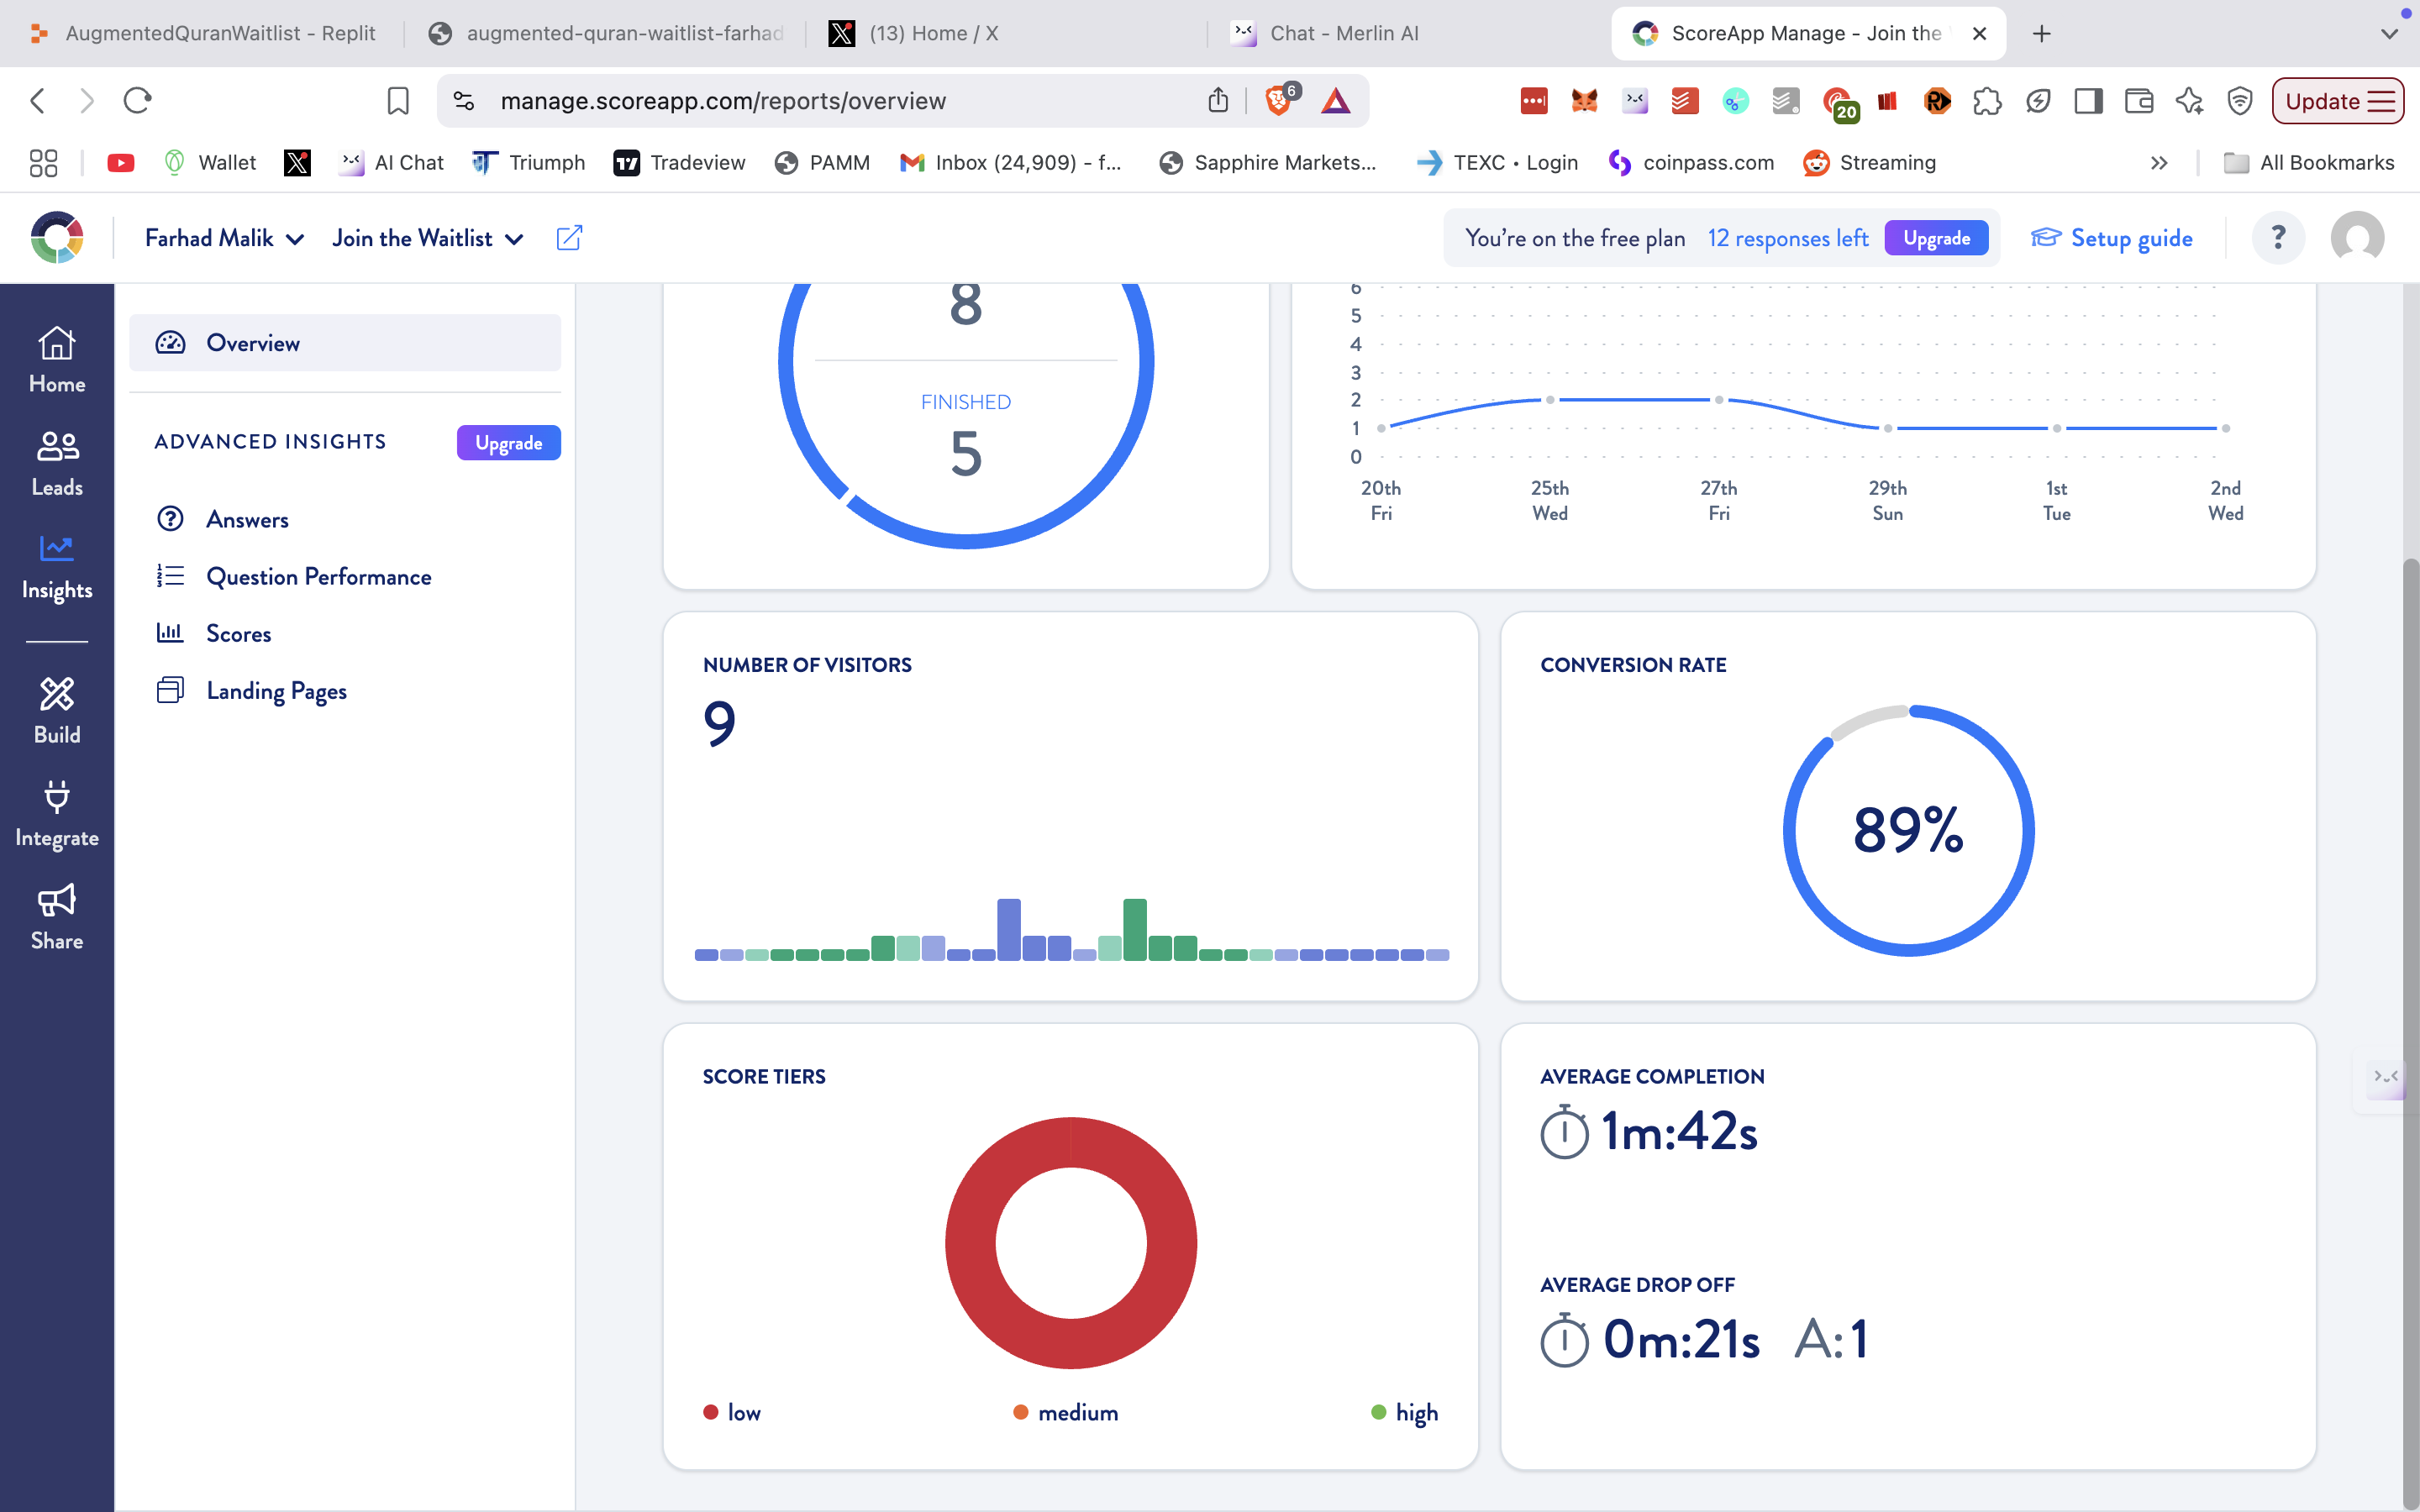 AugmentedQuranWaitlist - Replit
augmented-quran-waitlist-farhad
(13) Home / X
Chat - Merlin AI
ScoreApp Manage - Join the
manage.scoreapp.com/reports/overview
6
20
Update
Wallet
AI Chat
Triumph
Tradeview
PAMM
Inbox (24,909) - f...
Sapphire Markets...
TEXC • Login
coinpass.com
Streaming
All Bookmarks
Farhad Malik
Join the Waitlist
You’re on the free plan
12 responses left
Upgrade
Setup guide
?
Home
Leads
Insights
Build
Integrate
Share
Overview
ADVANCED INSIGHTS
Upgrade
Answers
Question Performance
Scores
Landing Pages
8
FINISHED
5
6
5
4
3
2
1
0
20th
Fri
25th
Wed
27th
Fri
29th
Sun
1st
Tue
2nd
Wed
NUMBER OF VISITORS
9
CONVERSION RATE
89%
SCORE TIERS
low
medium
high
AVERAGE COMPLETION
1m:42s
AVERAGE DROP OFF
0m:21s A:1